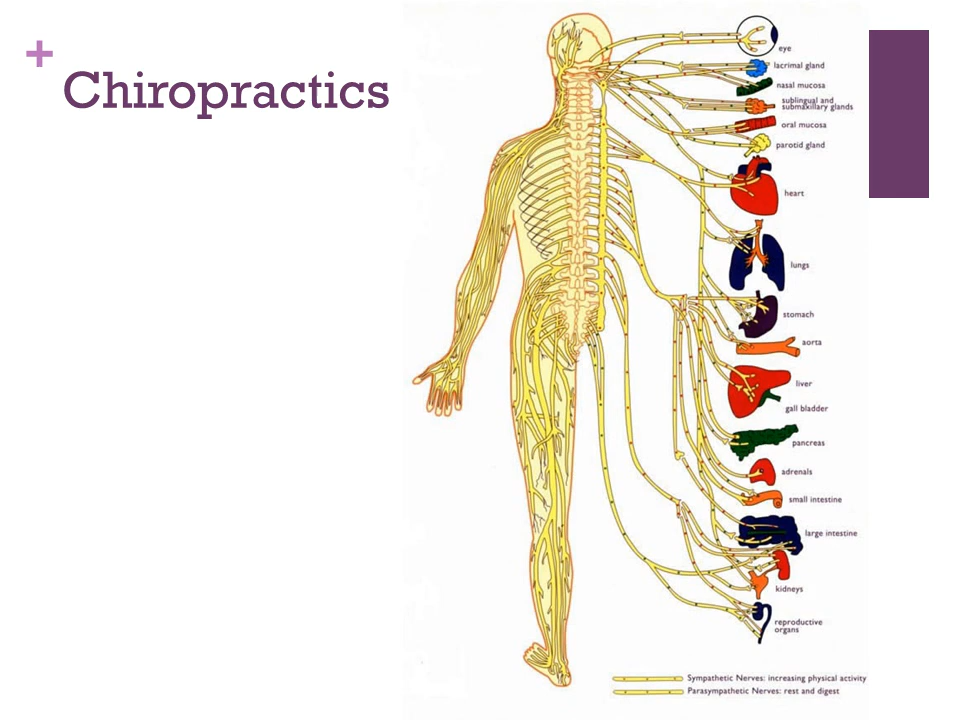 +
Chiropractics
eye
lacrimal gland
nasal mucosa
sublingual and
submaxillary glands
oral mucosa
parotid gland
heart
lungs
stomach
aorta
liver
gall bladder
pancreas
adrenals
small intestine
large intestine
kidneys
reproductive
organs
Sympathetic Nerves: increasing physical activity
Parasympathetic Nerves: rest and digest